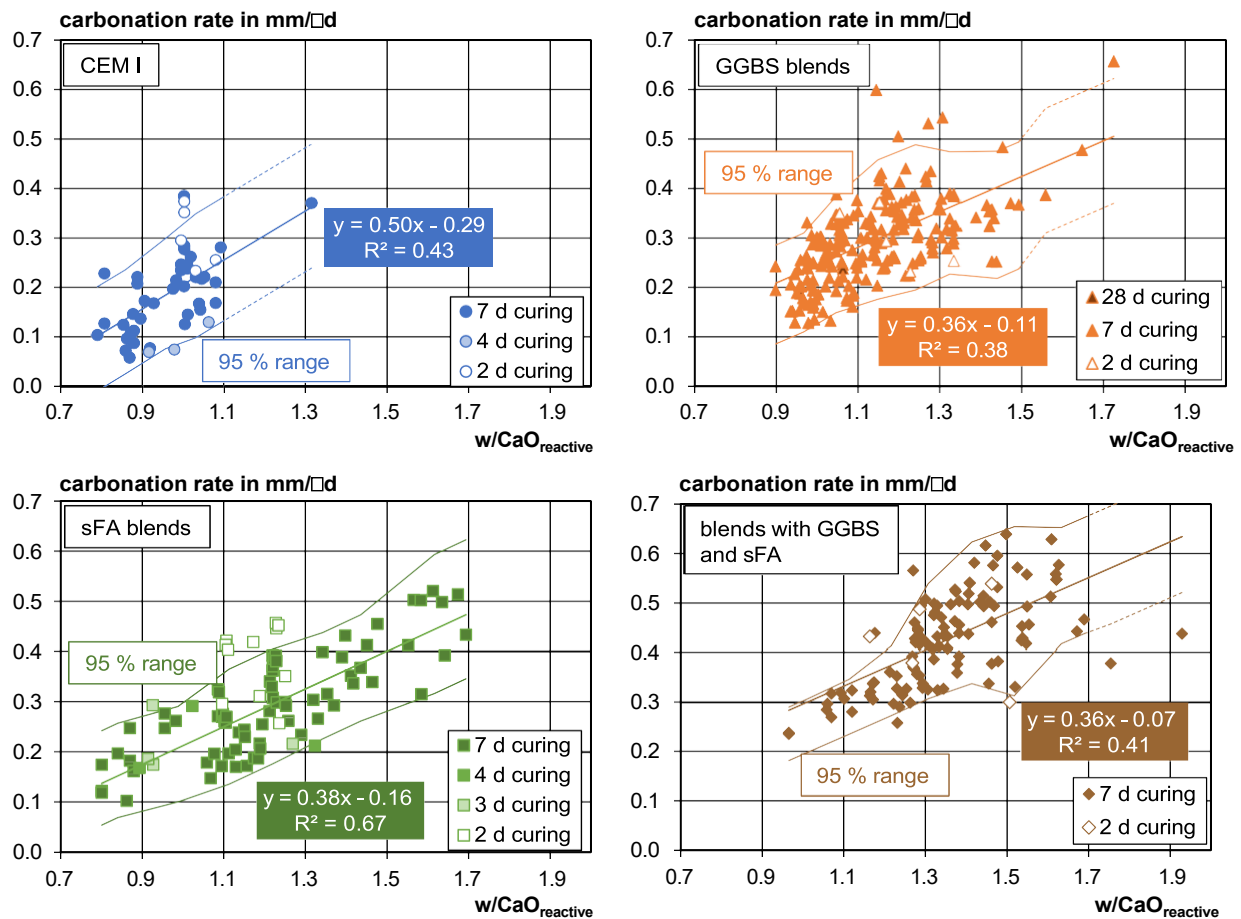 carbonation rate in mm/□d
0.7
0.6
0.5
0.4
0.3
0.2
0.1
0.0
CEM I
y = 0.50x - 0.29
R² = 0.43
95 % range
7 d curing
4 d curing
2 d curing
0.7 0.9 1.1 1.3 1.5 1.7 1.9
w/CaOreactive
carbonation rate in mm/□d
0.7
0.6
0.5
0.4
0.3
0.2
0.1
0.0
GGBS blends
95 % range
y = 0.36x - 0.11
R² = 0.38
28 d curing
7 d curing
2 d curing
0.7 0.9 1.1 1.3 1.5 1.7 1.9
w/CaOreactive
carbonation rate in mm/□d
0.7
0.6
0.5
0.4
0.3
0.2
0.1
0.0
sFA blends
95 % range
y = 0.38x - 0.16
R² = 0.67
7 d curing
4 d curing
3 d curing
2 d curing
0.7 0.9 1.1 1.3 1.5 1.7 1.9
w/CaOreactive
carbonation rate in mm/□d
0.7
0.6
0.5
0.4
0.3
0.2
0.1
0.0
blends with GGBS
and sFA
y = 0.36x - 0.07
R² = 0.41
95 % range
7 d curing
2 d curing
0.7 0.9 1.1 1.3 1.5 1.7 1.9
w/CaOreactive